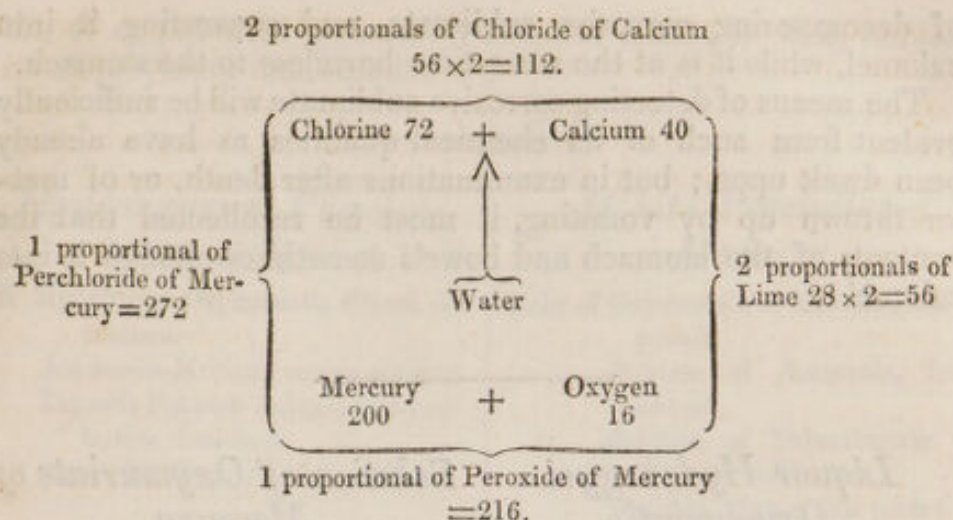 2 proportionals of Chloride of Calcium
56×2=112.
Chlorine 72 + Calcium 40
1 proportional of
Perchloride of Mer-
cury=272
Water
2 proportionals of
Lime 28×2=56
Mercury
200
+
Oxygen
16
1 proportional of Peroxide of Mercury
=216.